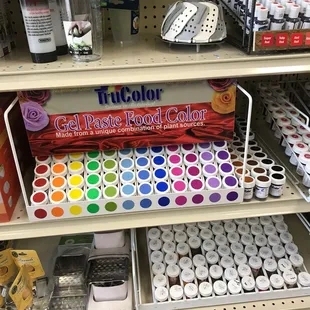 TruColor
Gel Paste Food Color
Made from a unique combination of plant sources.